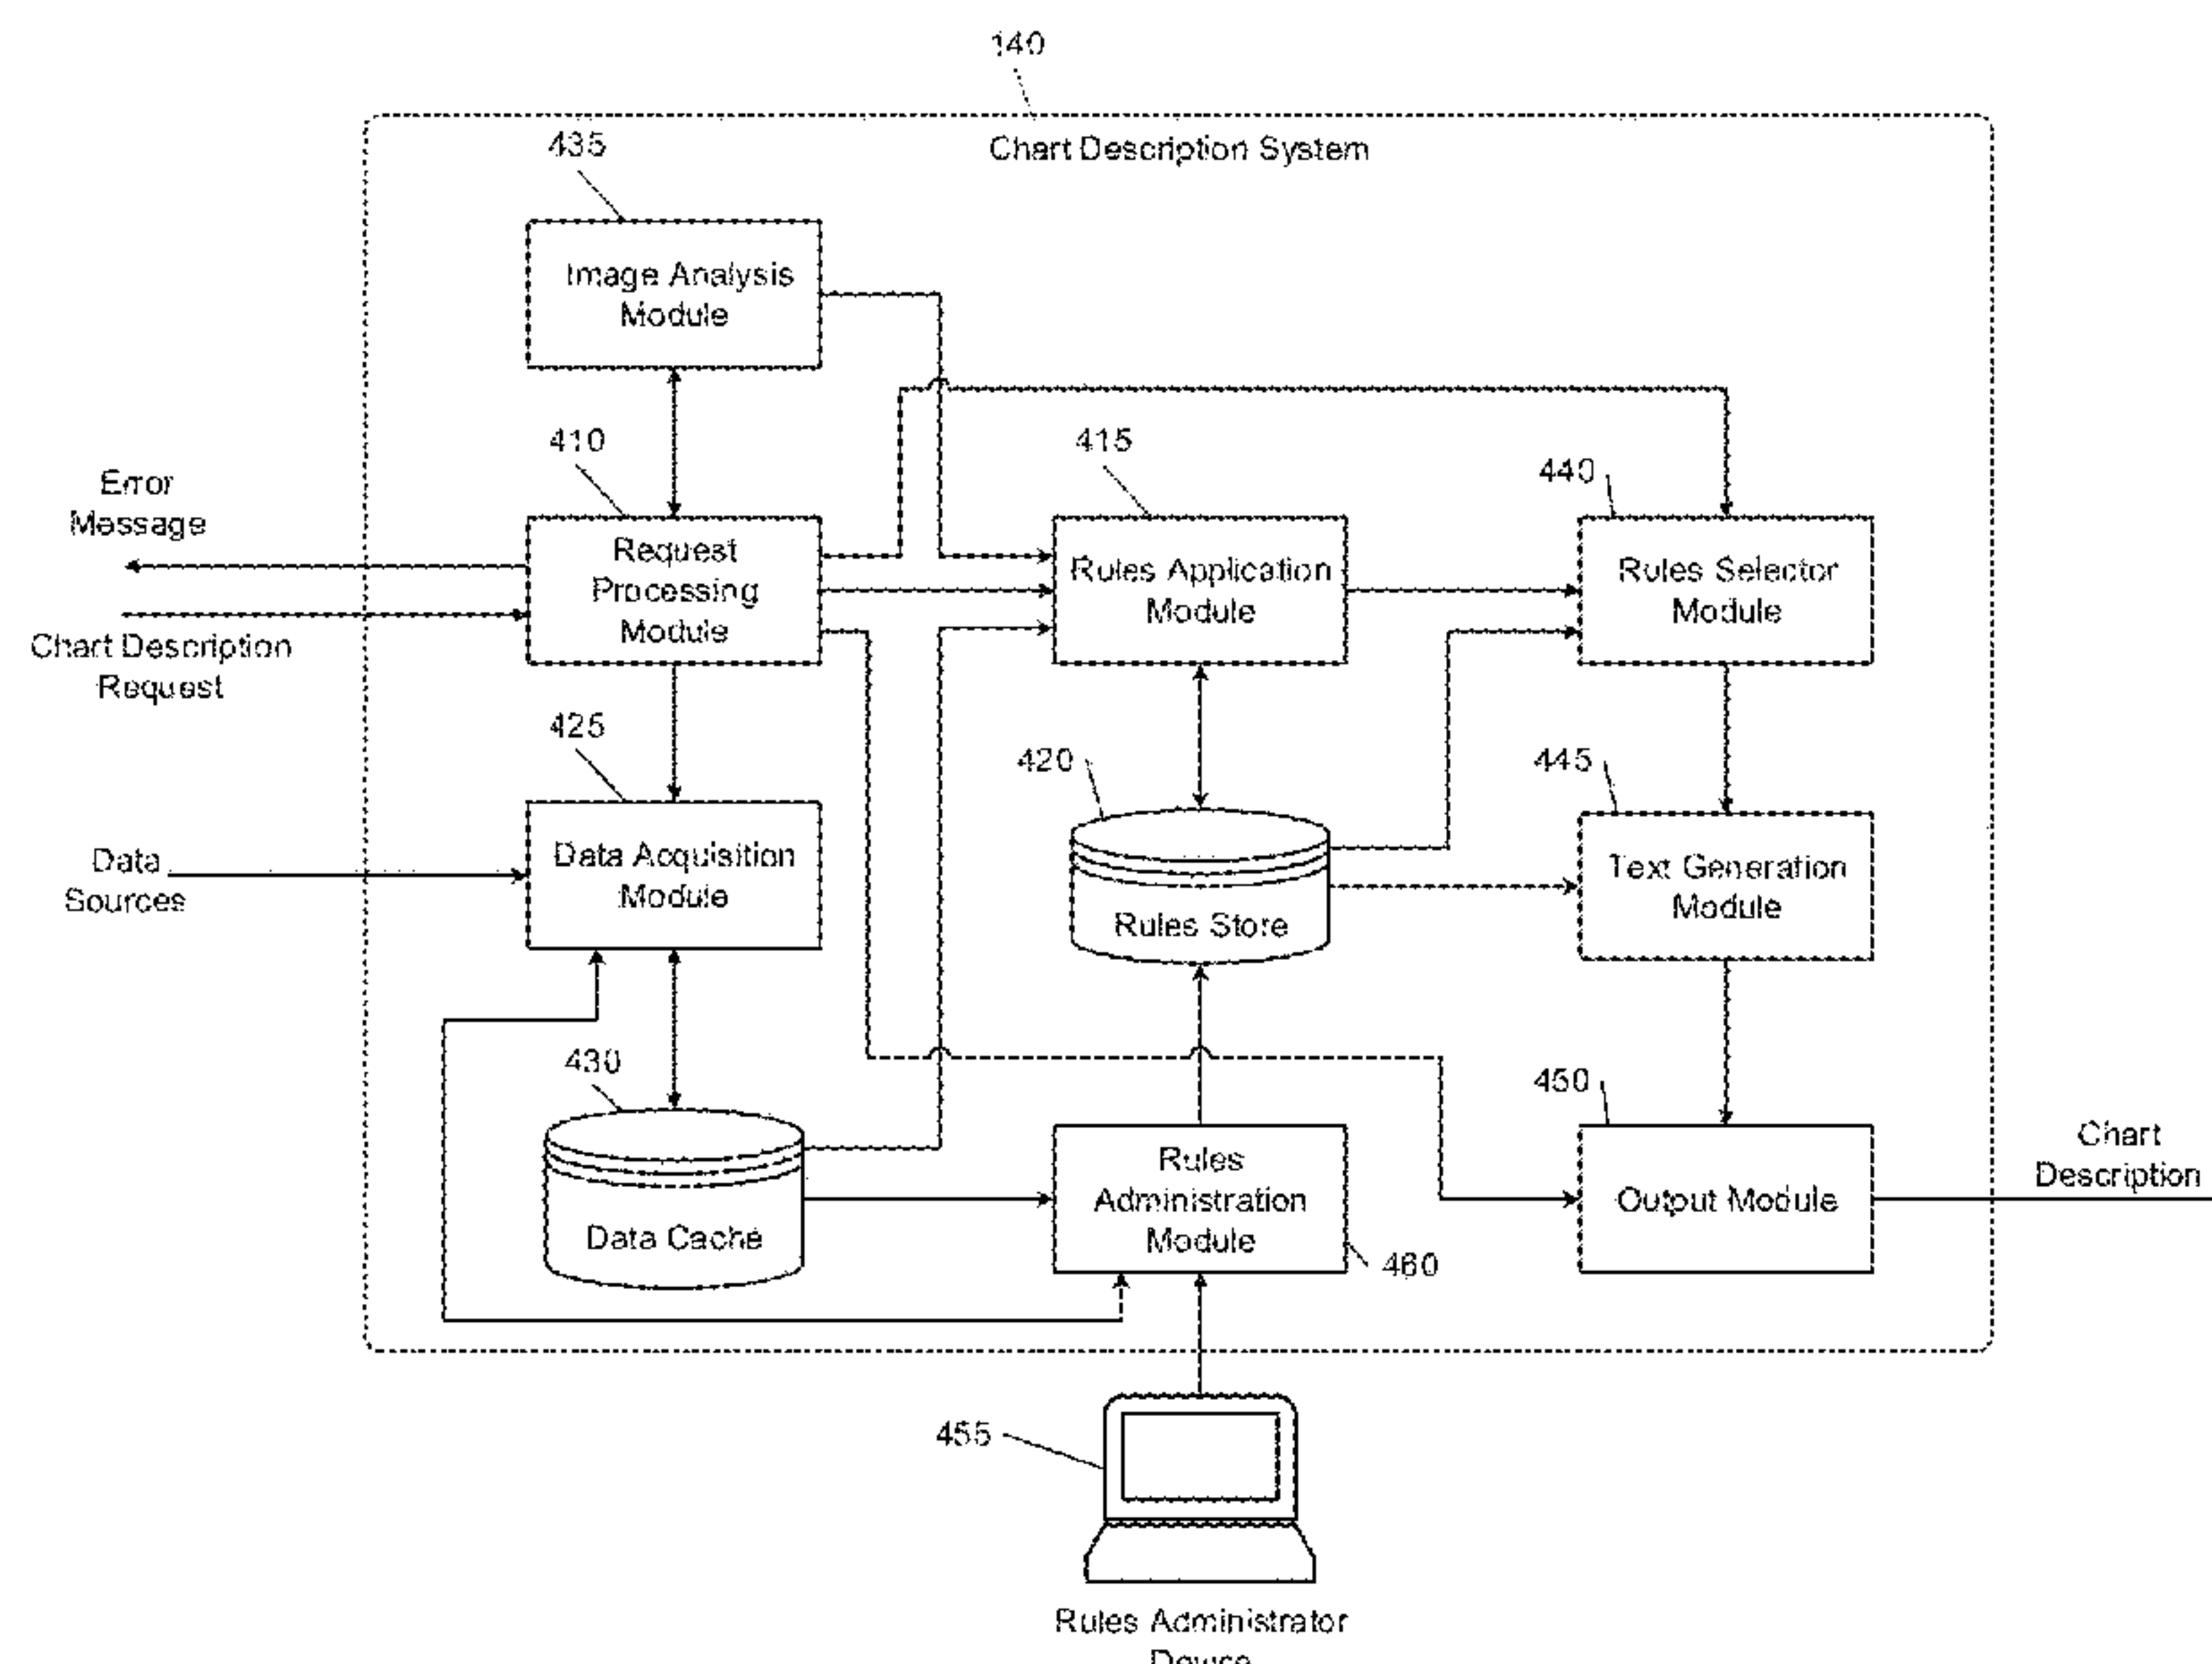 140
Chart Description System
435
Image Analysis
Module
410
Request
Processing
Module
415
Rules Application
Module
440
Rules Selector
Module
Error
Message
Chart Description
Request
425
Data Acquisition
Module
Data
Sources
420
Rules Store
445
Text Generation
Module
430
Data Cache
Rules
Administration
Module
460
450
Output Module
Chart
Description
455
Rules Administrator
Device